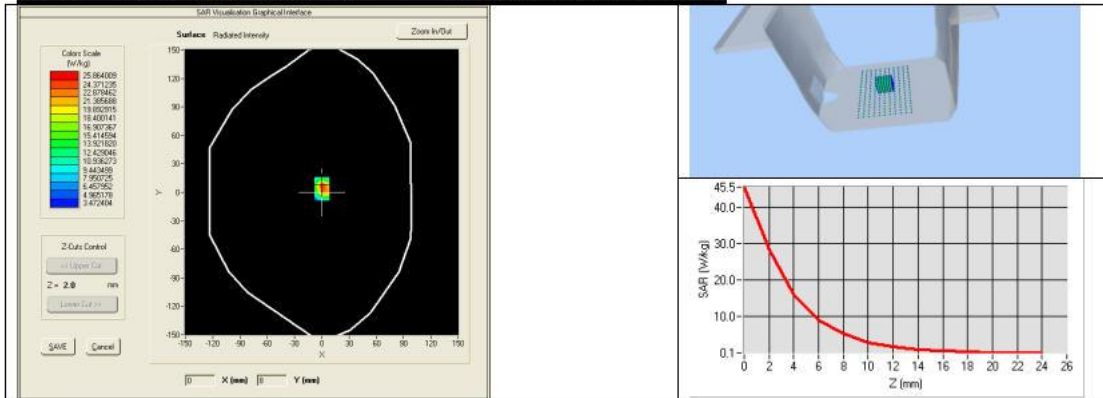 SAR Visualisation Graphical Interface
Surface Radiated Intensity
Zoom In/Out
Colors Scale
(W/kg)
25.864009
24.371235
22.878462
21.385688
19.892915
18.400141
16.907367
15.414594
13.921820
12.429046
10.936273
9.443499
7.950725
6.457952
4.965178
3.472404
Z-Cuts Control
<< Upper Cut
Z = 2.0 mm
Lower Cut >>
SAVE Cancel
150
120
90
60
30
0
-30
-60
-90
-120
-150
Y
-150 -120 -90 -60 -30 0 30 60 90 120 150
X
0 X (mm) 0 Y (mm)
45.5
40.0
30.0
20.0
10.0
0.1
SAR (W/kg)
0 2 4 6 8 10 12 14 16 18 20 22 24 26
Z (mm)